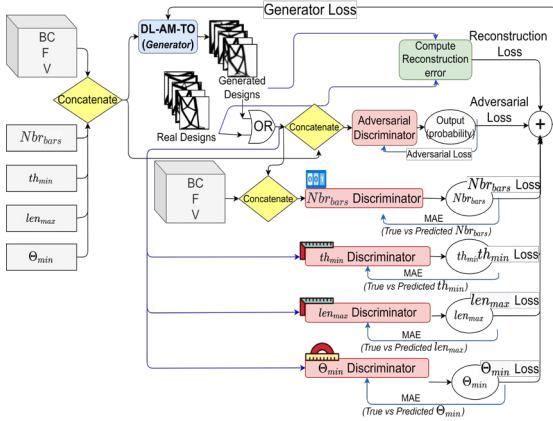 Generator Loss
BC
F
V
DL-AM-TO
(Generator)
Generated
Designs
Compute
Reconstruction
error
Reconstruction
Loss
Concatenate
Real Designs
OR
Concatenate
Adversarial
Discriminator
Output
(probability)
Adversarial
Loss
Adversarial Loss
+
Nbr_bars
th_min
len_max
Θ_min
BC
F
V
Concatenate
Nbr_bars Discriminator
Nbr_bars
Nbr_bars Loss
MAE
(True vs Predicted Nbr_bars)
th_min Discriminator
th_min
th_min Loss
MAE
(True vs Predicted th_min)
len_max Discriminator
len_max
len_max Loss
MAE
(True vs Predicted len_max)
Θ_min Discriminator
Θ_min
Θ_min Loss
MAE
(True vs Predicted Θ_min)